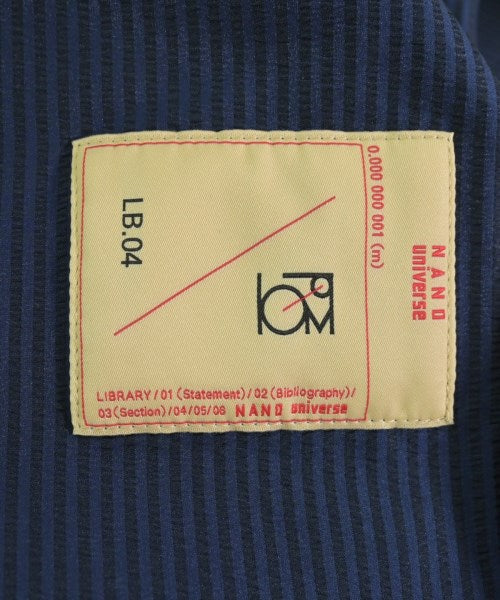 NANO
universe
0.000 000 001 (m)
LB.04
LIBRARY/01 (Statement)/02 (Bibliography)/
03 (Section)/04/05/06 NANO universe